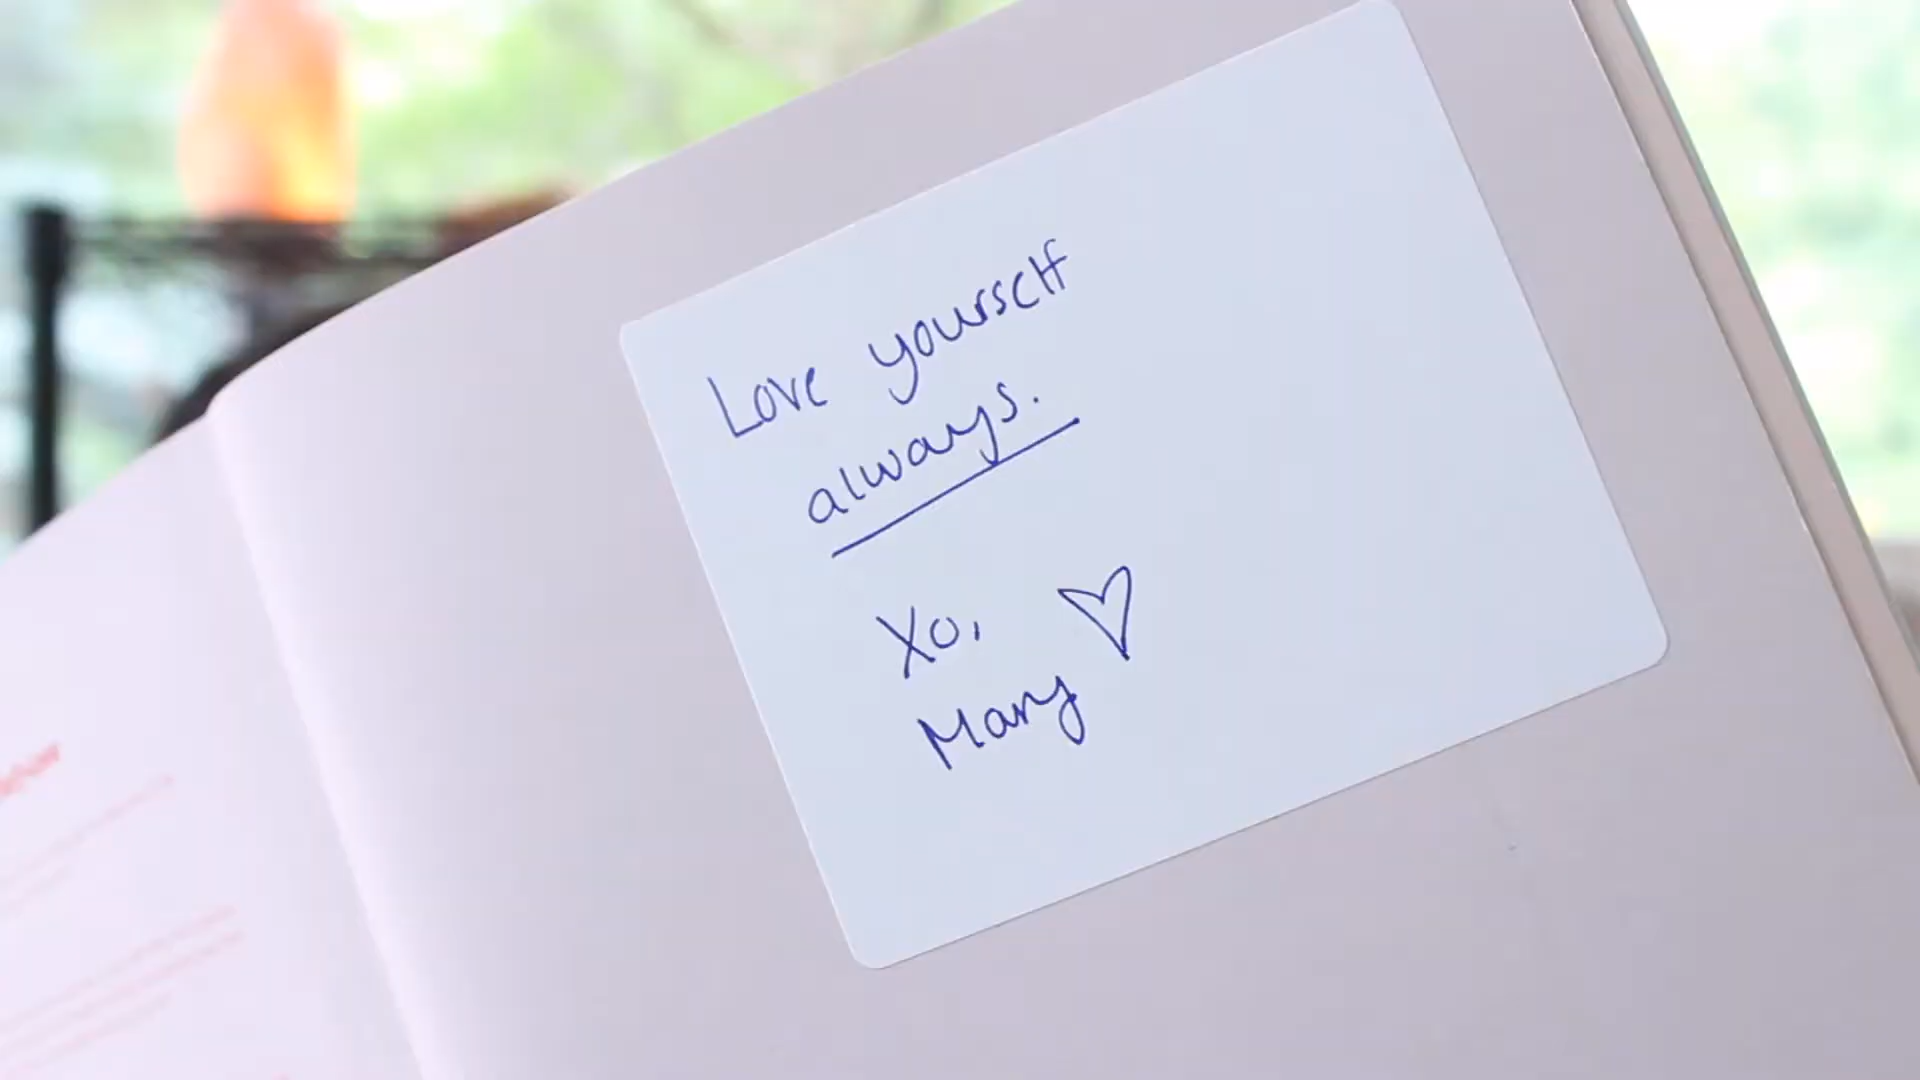 Love yourself
always.
Xo, ♡
Mary